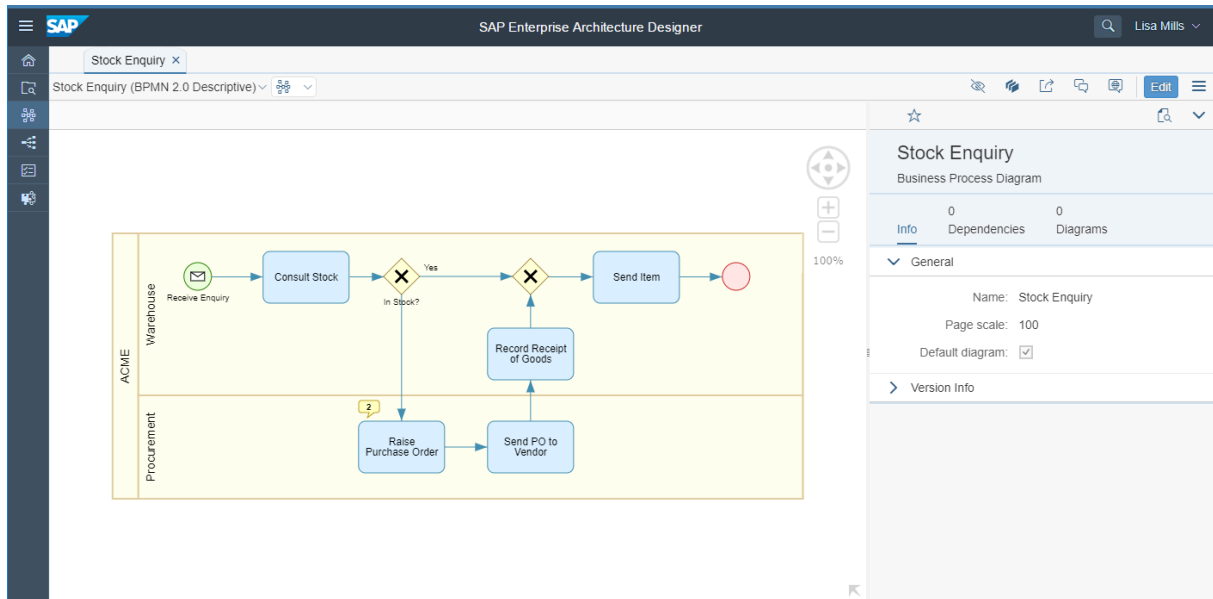 SAP
SAP Enterprise Architecture Designer
Lisa Mills
Stock Enquiry ×
Stock Enquiry (BPMN 2.0 Descriptive)
Edit
Stock Enquiry
Business Process Diagram
0
0
Info
Dependencies
Diagrams
General
Name: Stock Enquiry
Page scale: 100
Default diagram:
Version Info
100%
ACME
Warehouse
Receive Enquiry
Consult Stock
Yes
In Stock?
Send Item
Record Receipt
of Goods
Procurement
2
Raise
Purchase Order
Send PO to
Vendor